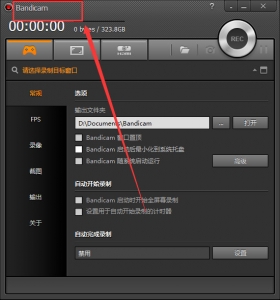 Bandicam
00:00:00
0 bytes / 323.8GB
REC
请选择录制目标窗口
常规
FPS
录像
截图
输出
关于
选项
输出文件夹
D:\Documents\Bandicam
...
打开
Bandicam 窗口置顶
Bandicam 启动后最小化到系统托盘
Bandicam 随系统启动运行
高级
自动开始录制
Bandicam 启动时开始全屏录制
设置用于自动开始录制的计时器
自动完成录制
禁用
设置